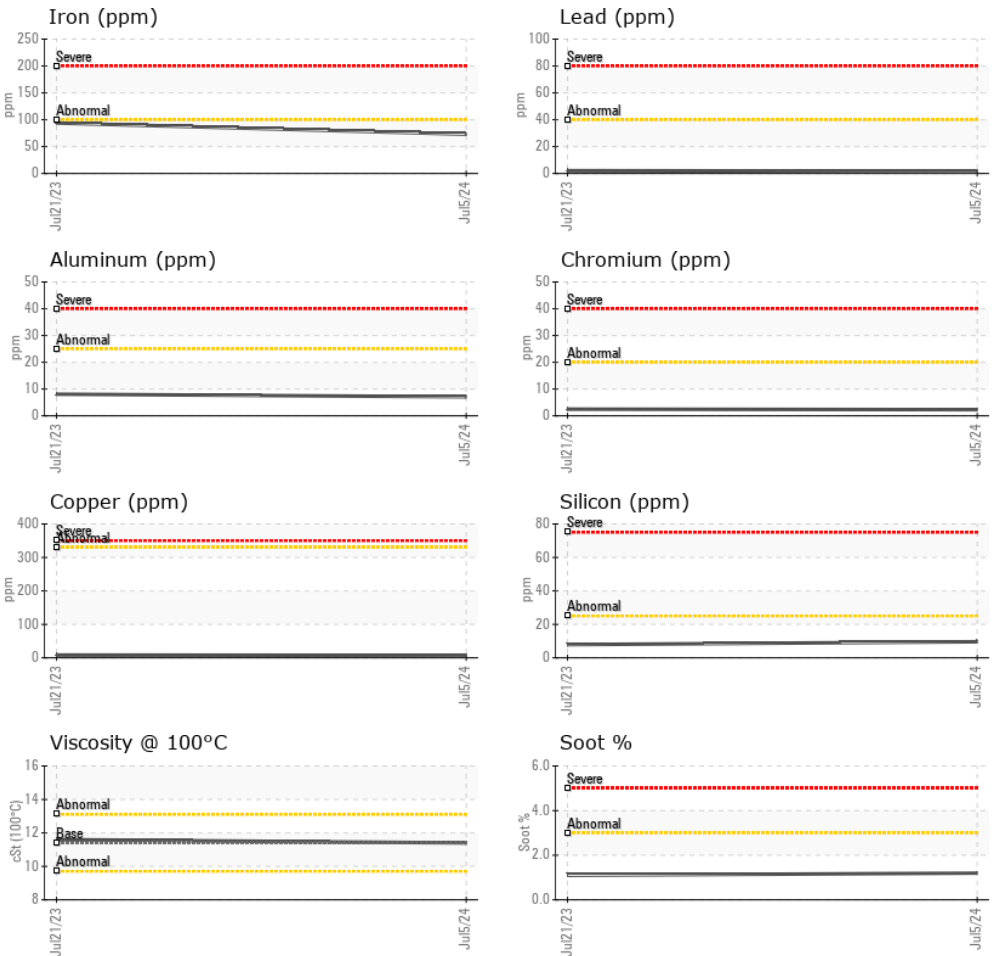 Iron (ppm)
250
200
150
100
50
0
ppm
Severe
Abnormal
Jul21/23
Jul5/24
Lead (ppm)
100
80
60
40
20
0
ppm
Severe
Abnormal
Jul21/23
Jul5/24
Aluminum (ppm)
50
40
30
20
10
0
ppm
Severe
Abnormal
Jul21/23
Jul5/24
Chromium (ppm)
50
40
30
20
10
0
ppm
Severe
Abnormal
Jul21/23
Jul5/24
Copper (ppm)
400
300
200
100
0
ppm
Severe
Abnormal
Jul21/23
Jul5/24
Silicon (ppm)
80
60
40
20
0
ppm
Severe
Abnormal
Jul21/23
Jul5/24
Viscosity @ 100°C
16
14
12
10
8
cSt (100°C)
Abnormal
Base
Abnormal
Jul21/23
Jul5/24
Soot %
6.0
4.0
2.0
0.0
Soot %
Severe
Abnormal
Jul21/23
Jul5/24